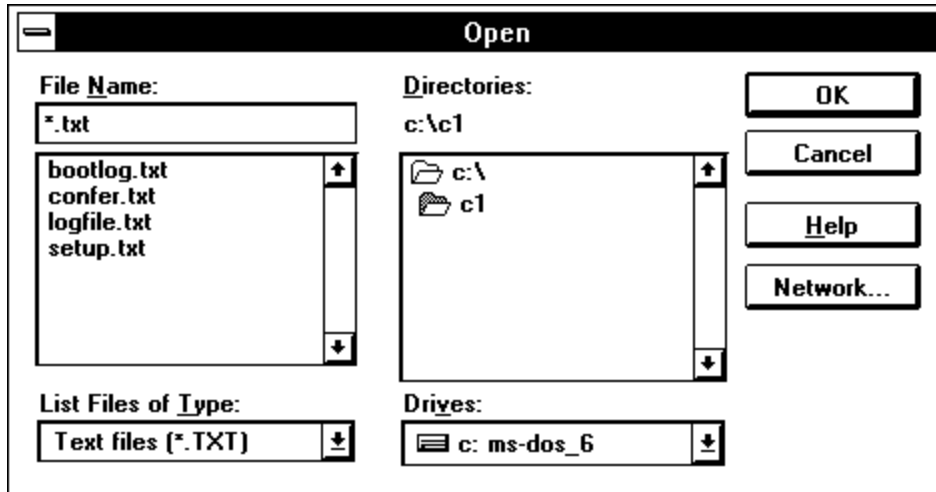 Open
File Name:
*.txt
bootlog.txt
confer.txt
logfile.txt
setup.txt
List Files of Type:
Text files (*.TXT)
Directories:
c:\c1
c:\
c1
Drives:
c: ms-dos_6
OK
Cancel
Help
Network...